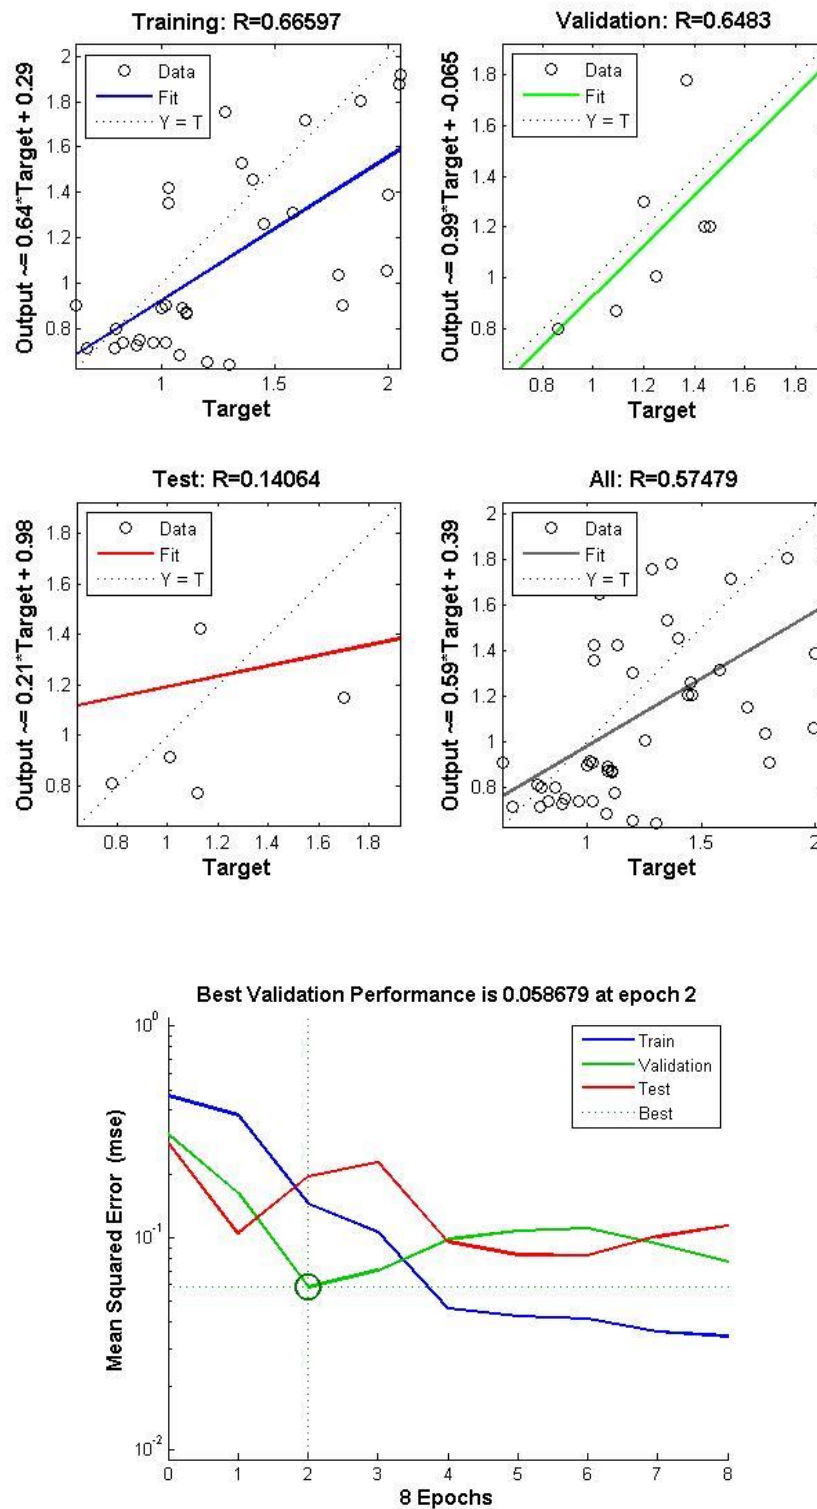 Training: R=0.66597
Output ~= 0.64*Target + 0.29
2
1.8
1.6
1.4
1.2
1
0.8
Data
Fit
Y = T
1
1.5
2
Target
Validation: R=0.6483
Output ~= 0.99*Target + -0.065
1.8
1.6
1.4
1.2
1
0.8
Data
Fit
Y = T
0.8
1
1.2
1.4
1.6
1.8
Target
Test: R=0.14064
Output ~= 0.21*Target + 0.98
1.8
1.6
1.4
1.2
1
0.8
Data
Fit
Y = T
0.8
1
1.2
1.4
1.6
1.8
Target
All: R=0.57479
Output ~= 0.59*Target + 0.39
2
1.8
1.6
1.4
1.2
1
0.8
Data
Fit
Y = T
1
1.5
2
Target
Best Validation Performance is 0.058679 at epoch 2
Mean Squared Error (mse)
10^0
10^-1
10^-2
Train
Validation
Test
Best
0 1 2 3 4 5 6 7 8
8 Epochs